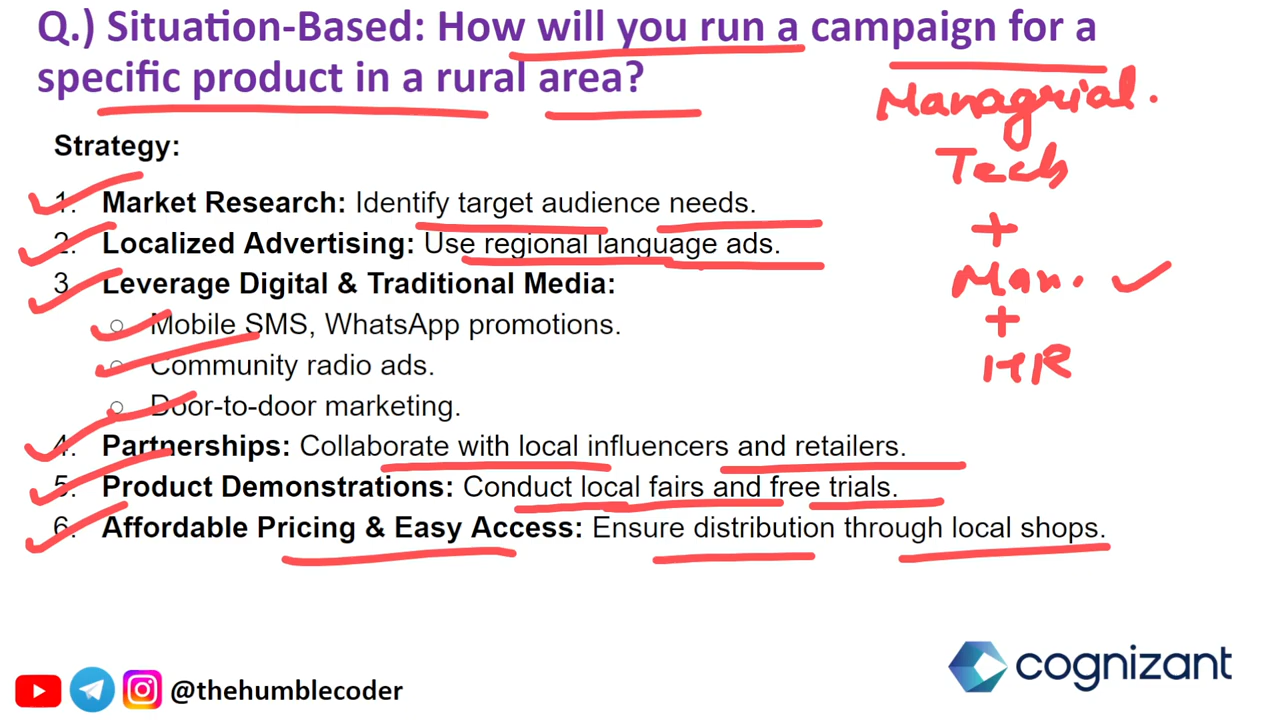 Q.) Situation-Based: How will you run a campaign for a
specific product in a rural area?
Managrial.
Tech
+
Man.
+
HR
Strategy:
1. Market Research: Identify target audience needs.
2. Localized Advertising: Use regional language ads.
3. Leverage Digital & Traditional Media:
○ Mobile SMS, WhatsApp promotions.
○ Community radio ads.
○ Door-to-door marketing.
4. Partnerships: Collaborate with local influencers and retailers.
5. Product Demonstrations: Conduct local fairs and free trials.
6. Affordable Pricing & Easy Access: Ensure distribution through local shops.
@thehumblecoder
cognizant